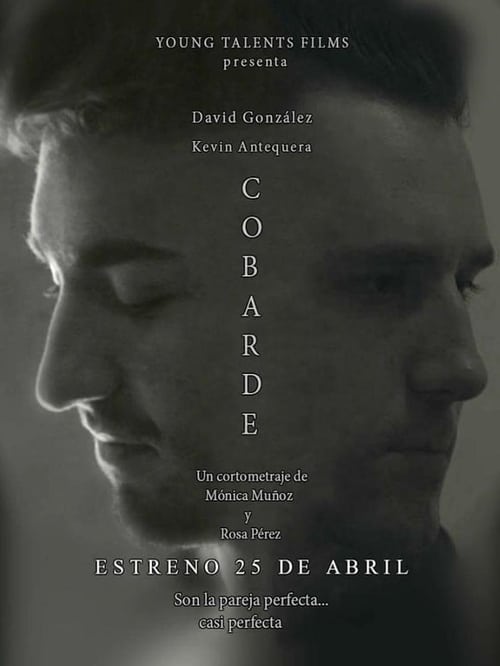 YOUNG TALENTS FILMS
presenta
David González
Kevin Antequera
COBARDE
Un cortometraje de
Mónica Muñoz
y
Rosa Pérez
ESTRENO 25 DE ABRIL
Son la pareja perfecta...
casi perfecta